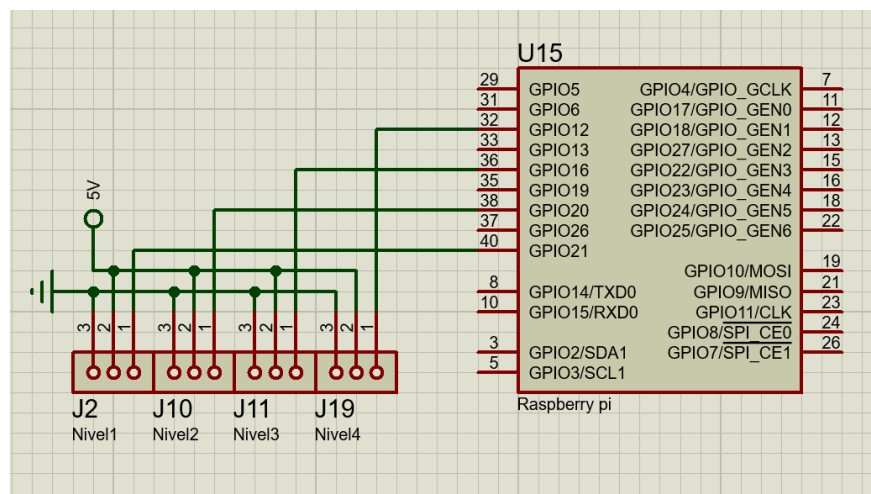 U15
29 GPIO5 GPIO4/GPIO_GCLK 7
31 GPIO6 GPIO17/GPIO_GEN0 11
32 GPIO12 GPIO18/GPIO_GEN1 12
33 GPIO13 GPIO27/GPIO_GEN2 13
36 GPIO16 GPIO22/GPIO_GEN3 15
35 GPIO19 GPIO23/GPIO_GEN4 16
38 GPIO20 GPIO24/GPIO_GEN5 18
37 GPIO26 GPIO25/GPIO_GEN6 22
40 GPIO21
GPIO10/MOSI 19
8 GPIO14/TXD0 GPIO9/MISO 21
10 GPIO15/RXD0 GPIO11/CLK 23
GPIO8/SPI_CE0 24
3 GPIO2/SDA1 GPIO7/SPI_CE1 26
5 GPIO3/SCL1
Raspberry pi
5V
3 2 1 3 2 1 3 2 1 3 2 1
J2 J10 J11 J19
Nivel1 Nivel2 Nivel3 Nivel4